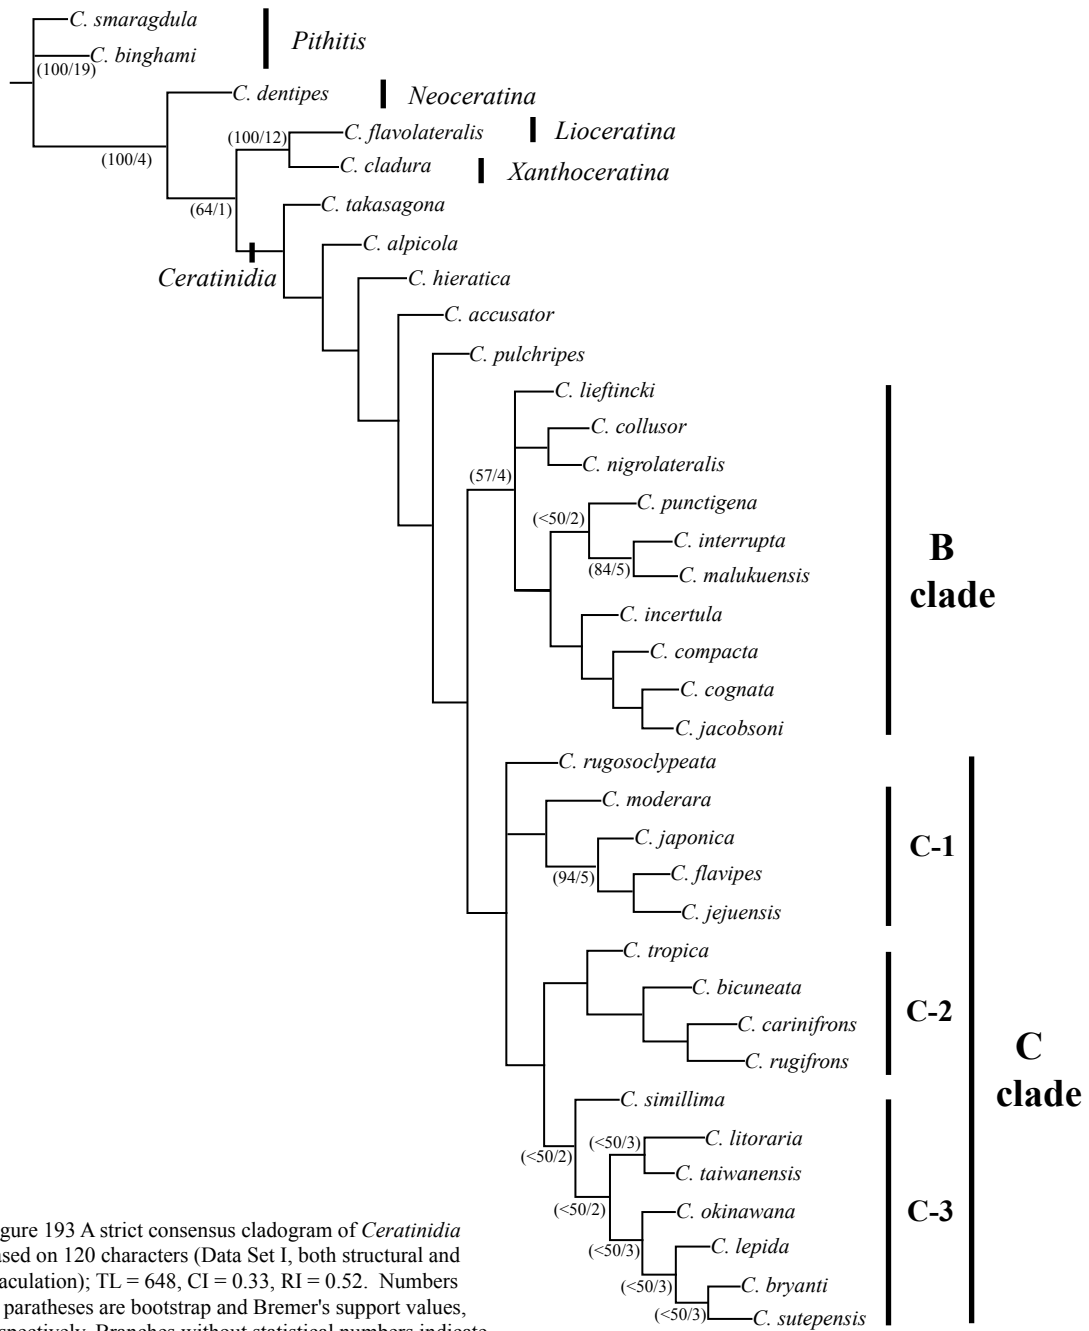 C. smaragdula
C. binghami
Pithitis
(100/19)
C. dentipes
Neoceratina
(100/12)
C. flavolateralis
Lioceratina
(100/4)
C. cladura
Xanthoceratina
(64/1)
C. takasagona
C. alpicola
Ceratinidia
C. hieratica
C. accusator
C. pulchripes
C. lieftincki
C. collusor
C. nigrolateralis
(57/4)
C. punctigena
(<50/2)
C. interrupta
(84/5)
C. malukuensis
B
clade
C. incertula
C. compacta
C. cognata
C. jacobsoni
C. rugosoclypeata
C. moderara
C. japonica
C-1
(94/5)
C. flavipes
C. jejuensis
C. tropica
C. bicuneata
C-2
C. carinifrons
C. rugifrons
C
clade
C. simillima
(<50/3)
C. litoraria
(<50/2)
C. taiwanensis
(<50/2)
C. okinawana
C-3
(<50/3)
C. lepida
(<50/3)
C. bryanti
(<50/3)
C. sutepensis
gure 193 A strict consensus cladogram of Ceratinidia
ased on 120 characters (Data Set I, both structural and
aculation); TL = 648, CI = 0.33, RI = 0.52. Numbers
paratheses are bootstrap and Bremer's support values,
spectively. Branches without statistical numbers indicate